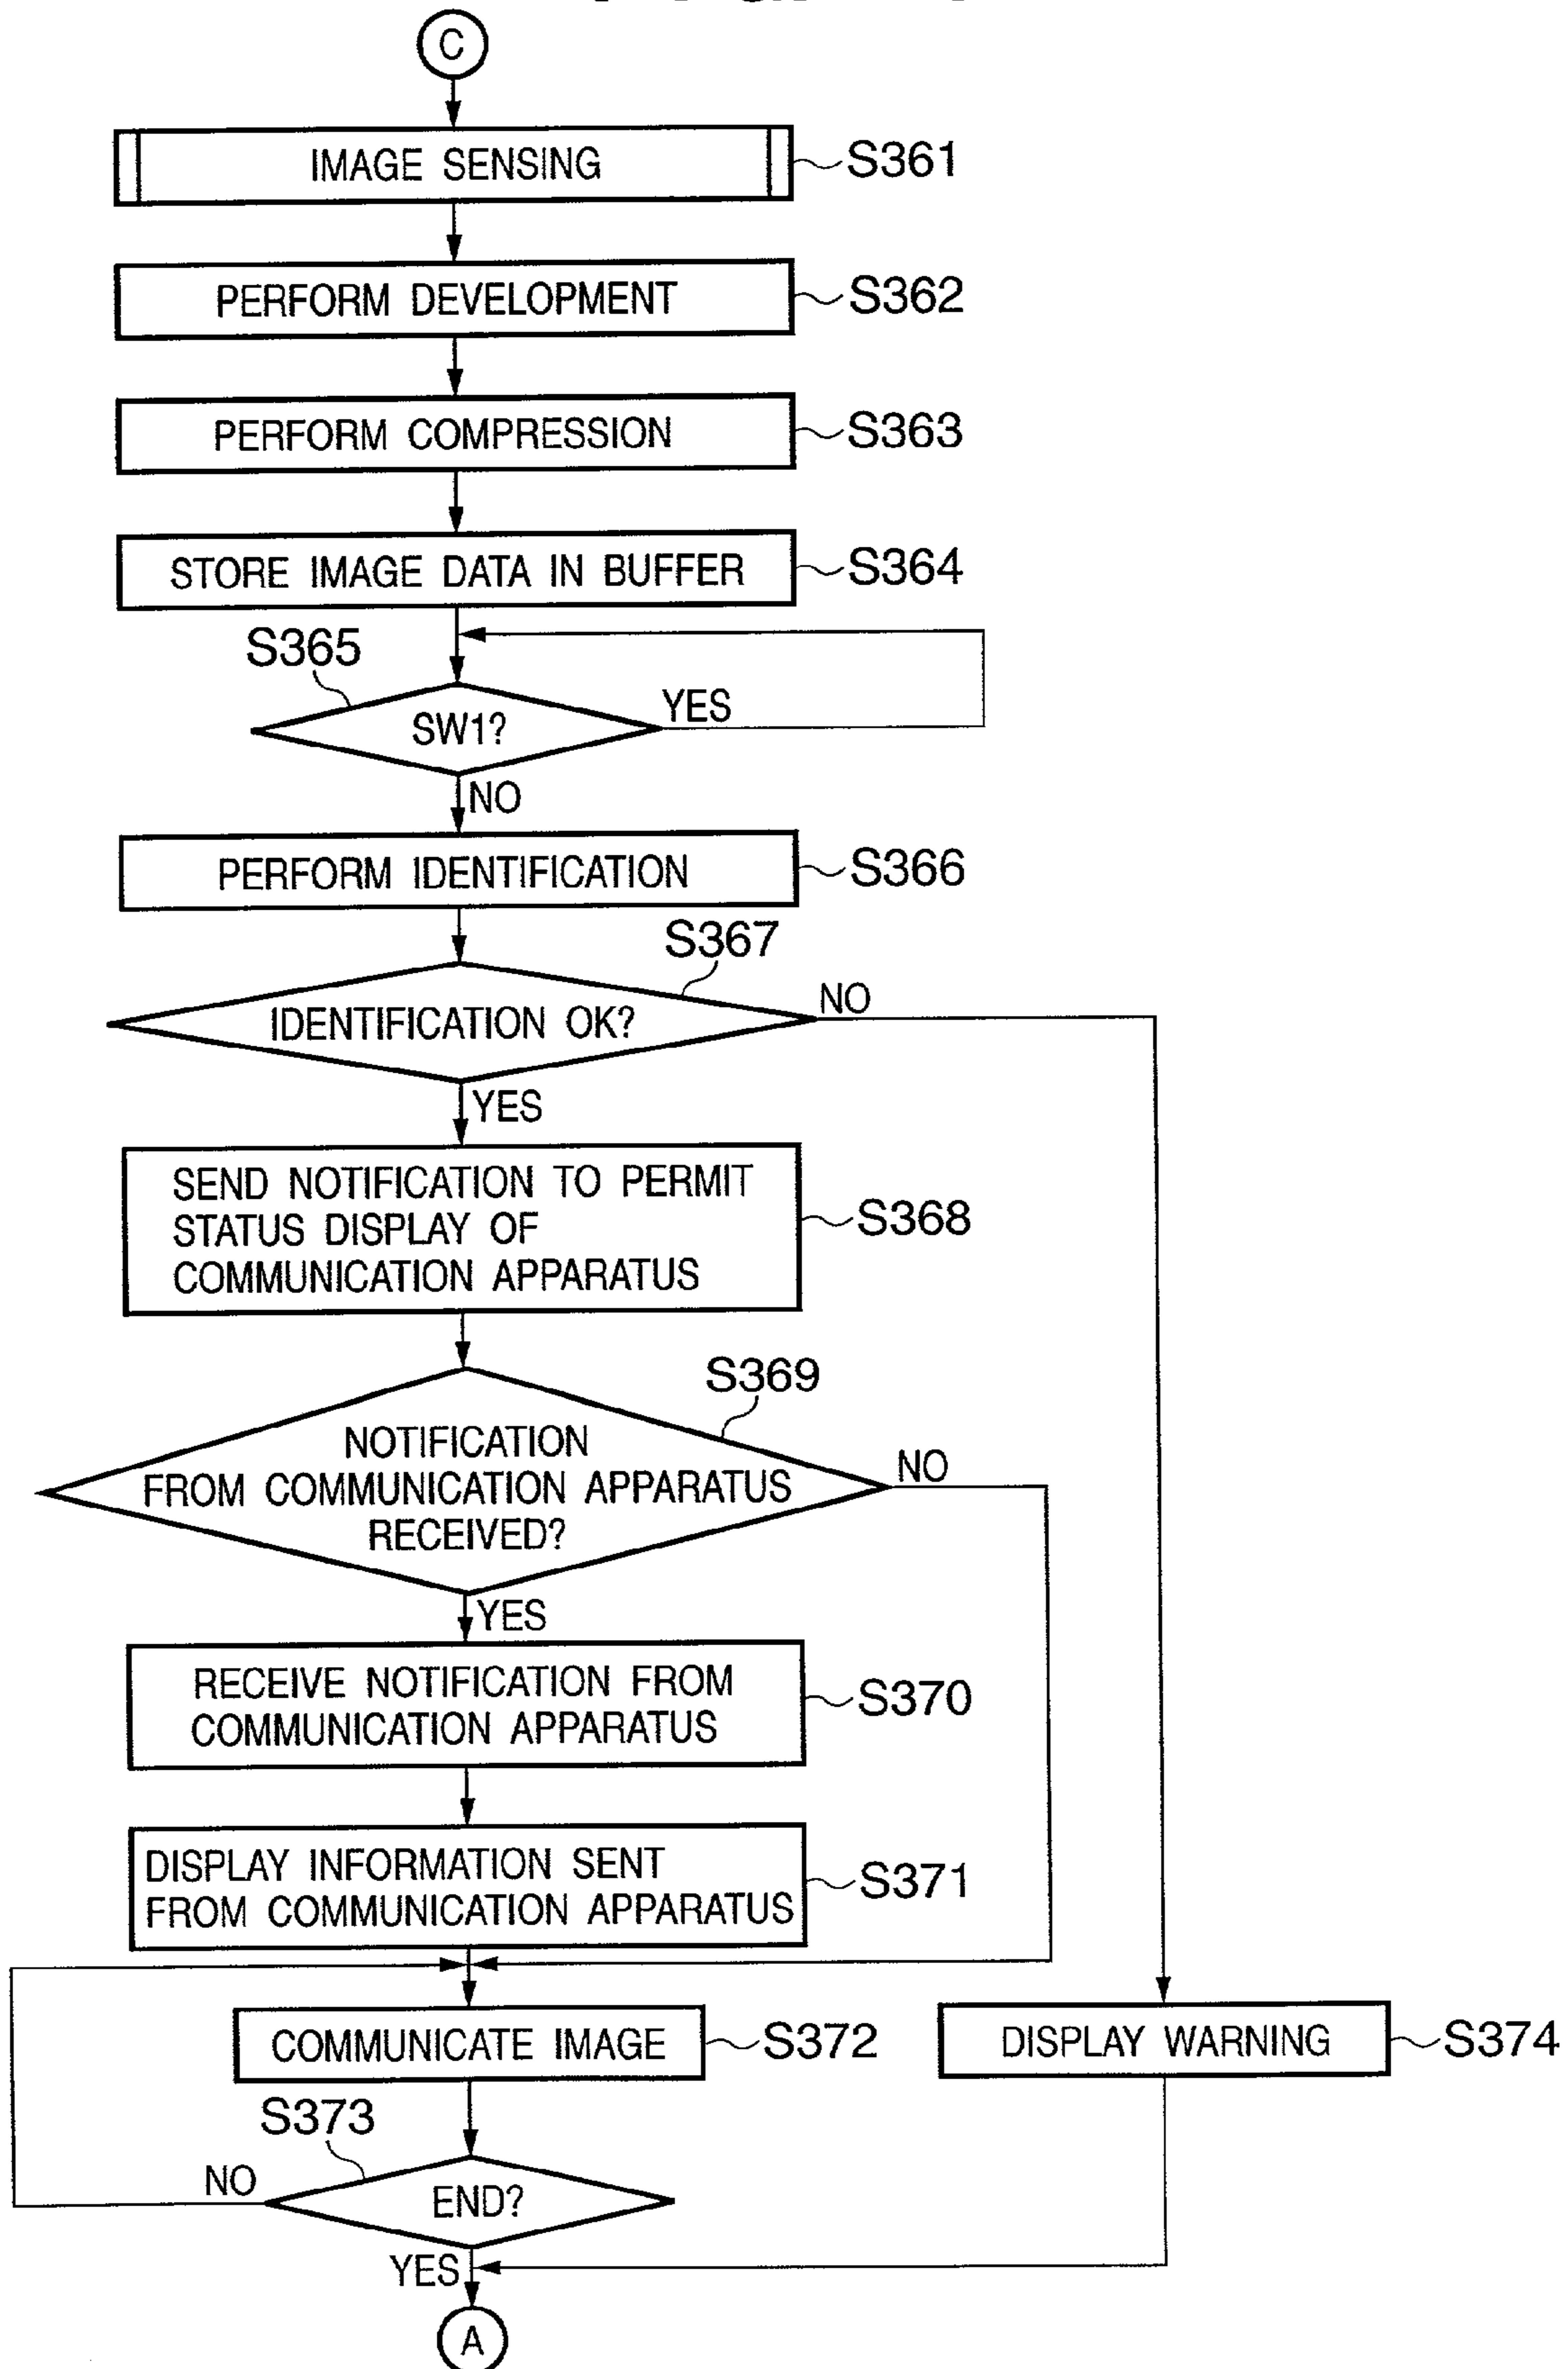 C
IMAGE SENSING
S361
PERFORM DEVELOPMENT
S362
PERFORM COMPRESSION
S363
STORE IMAGE DATA IN BUFFER
S364
S365
SW1?
YES
NO
PERFORM IDENTIFICATION
S366
S367
IDENTIFICATION OK?
NO
YES
SEND NOTIFICATION TO PERMIT
STATUS DISPLAY OF
COMMUNICATION APPARATUS
S368
S369
NOTIFICATION
FROM COMMUNICATION APPARATUS
RECEIVED?
NO
YES
RECEIVE NOTIFICATION FROM
COMMUNICATION APPARATUS
S370
DISPLAY INFORMATION SENT
FROM COMMUNICATION APPARATUS
S371
COMMUNICATE IMAGE
S372
DISPLAY WARNING
S374
S373
END?
NO
YES
A